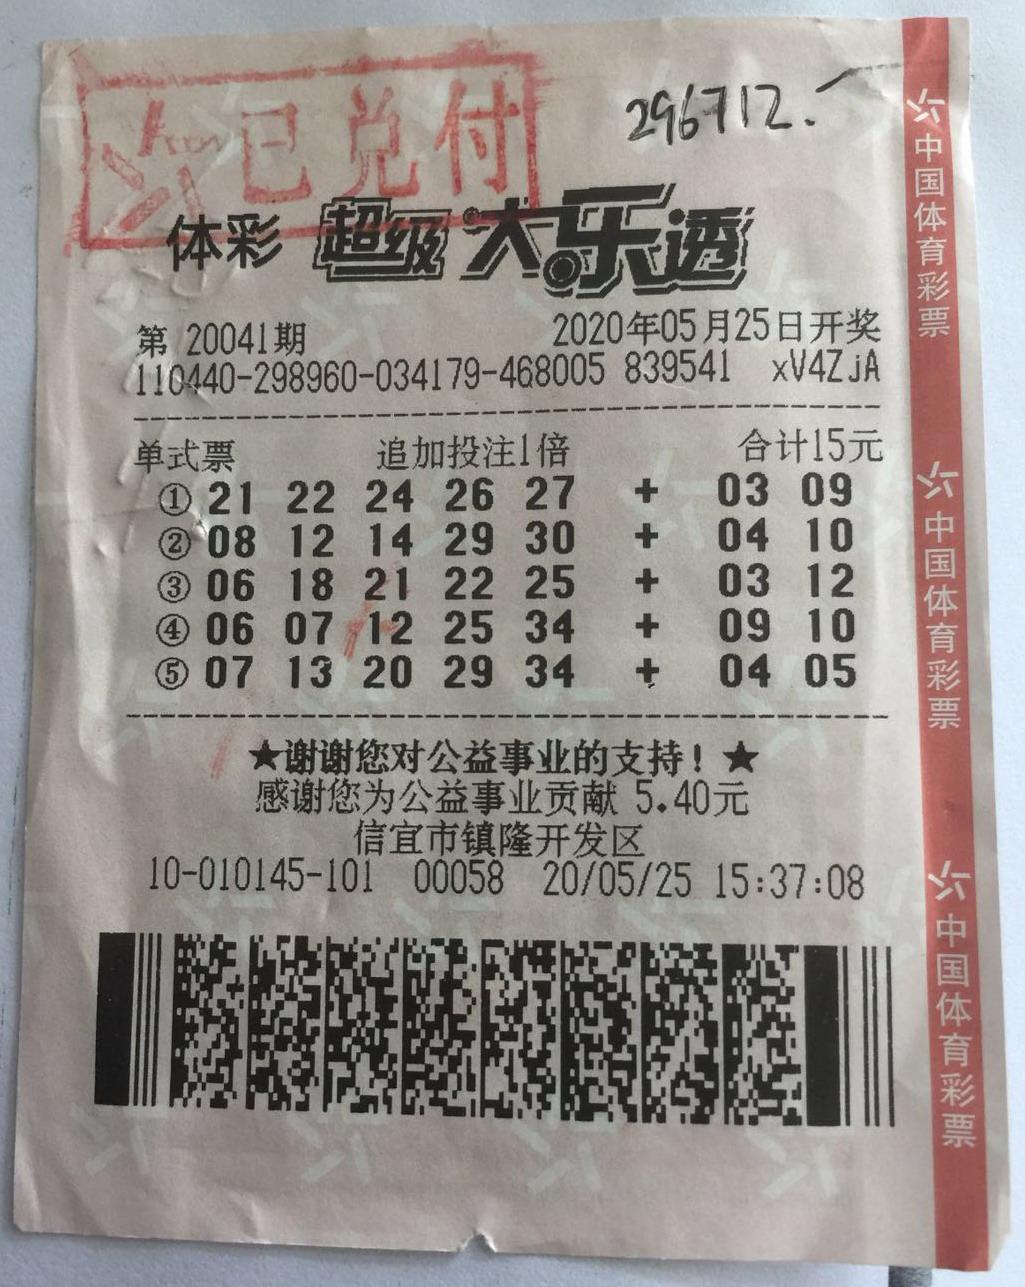 已兑付
296712.
体彩 超级大乐透
第 20041期 2020年05月25日开奖
110440-298960-034179-468005 839541 xV4ZjA
单式票 追加投注1倍 合计15元
① 21 22 24 26 27 + 03 09
② 08 12 14 29 30 + 04 10
③ 06 18 21 22 25 + 03 12
④ 06 07 12 25 34 + 09 10
⑤ 07 13 20 29 34 + 04 05
★谢谢您对公益事业的支持！★
感谢您为公益事业贡献 5.40元
信宜市镇隆开发区
10-010145-101 00058 20/05/25 15:37:08
中国体育彩票
中国体育彩票
中国体育彩票